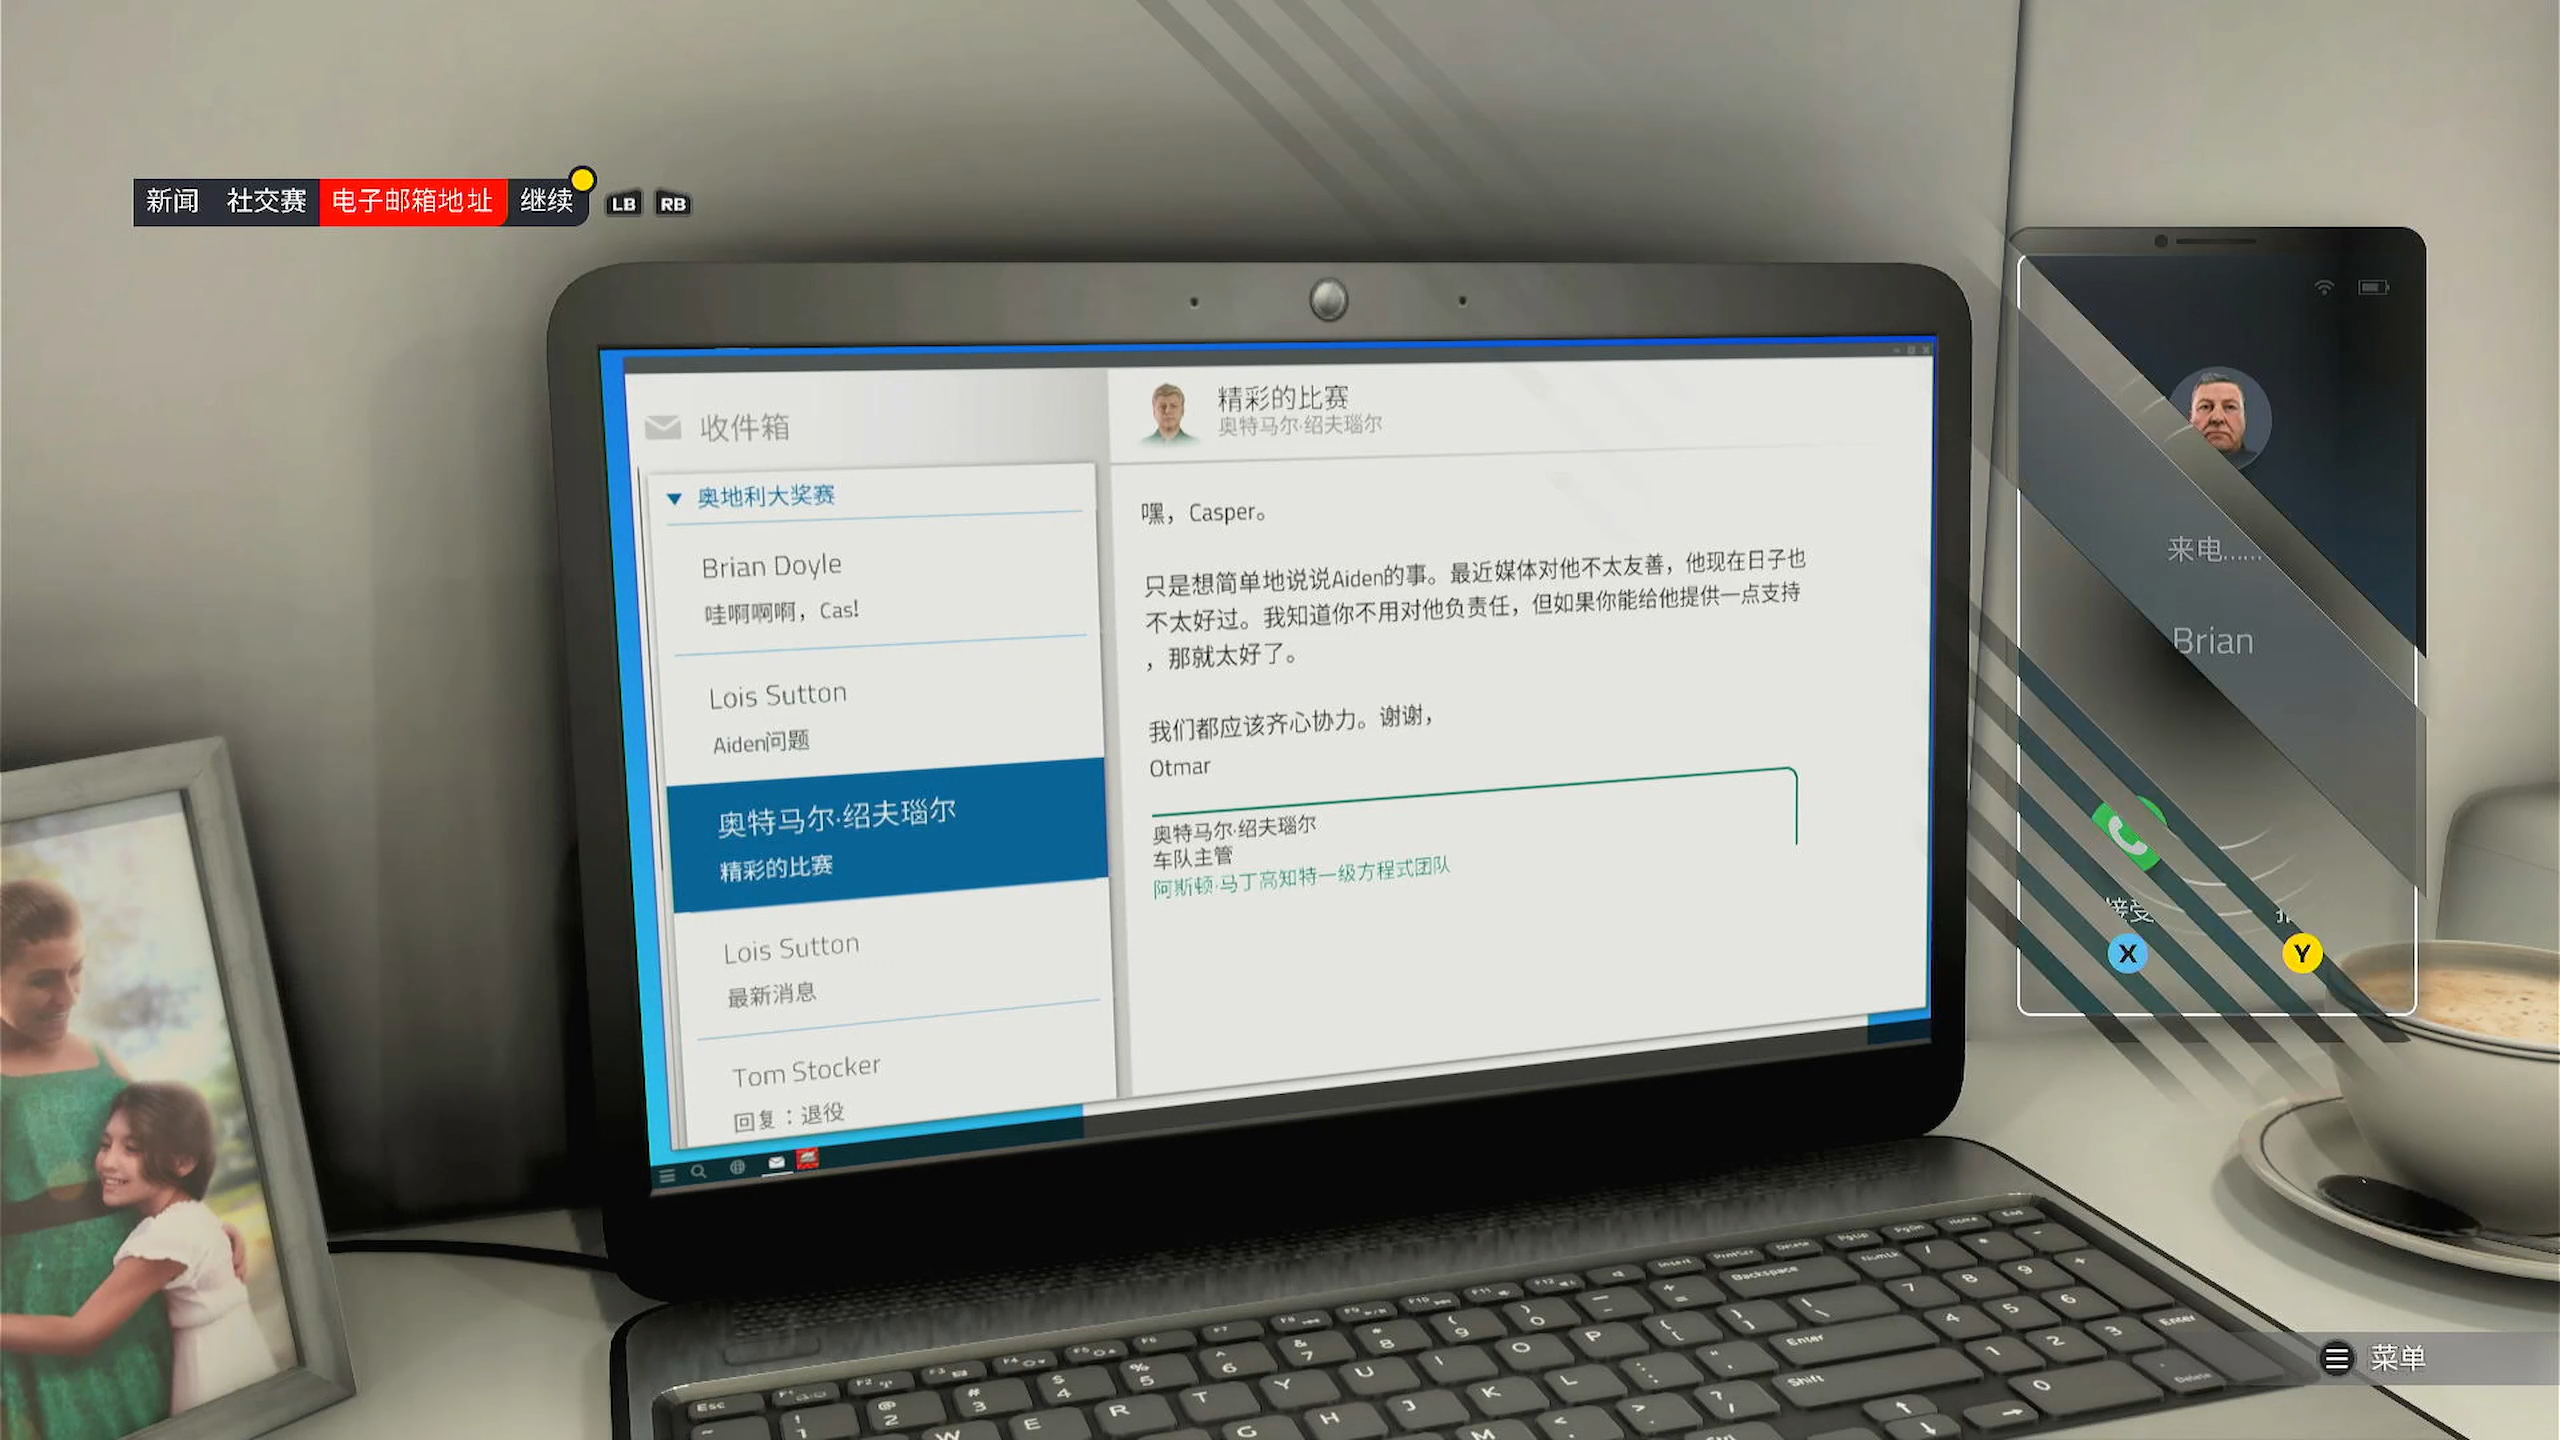 新闻 社交赛 电子邮箱地址 继续 LB RB
收件箱
奥地利大奖赛
Brian Doyle
哇啊啊啊，Cas!
Lois Sutton
Aiden问题
奥特马尔·绍夫瑙尔
精彩的比赛
Lois Sutton
最新消息
Tom Stocker
回复：退役
精彩的比赛
奥特马尔·绍夫瑙尔
嘿，Casper。
只是想简单地说说Aiden的事。最近媒体对他不太友善，他现在日子也
不太好过。我知道你不用对他负责任，但如果你能给他提供一点支持
，那就太好了。
我们都应该齐心协力。谢谢，
Otmar
奥特马尔·绍夫瑙尔
车队主管
阿斯顿·马丁高知特一级方程式团队
来电……
Brian
接受
X Y
菜单